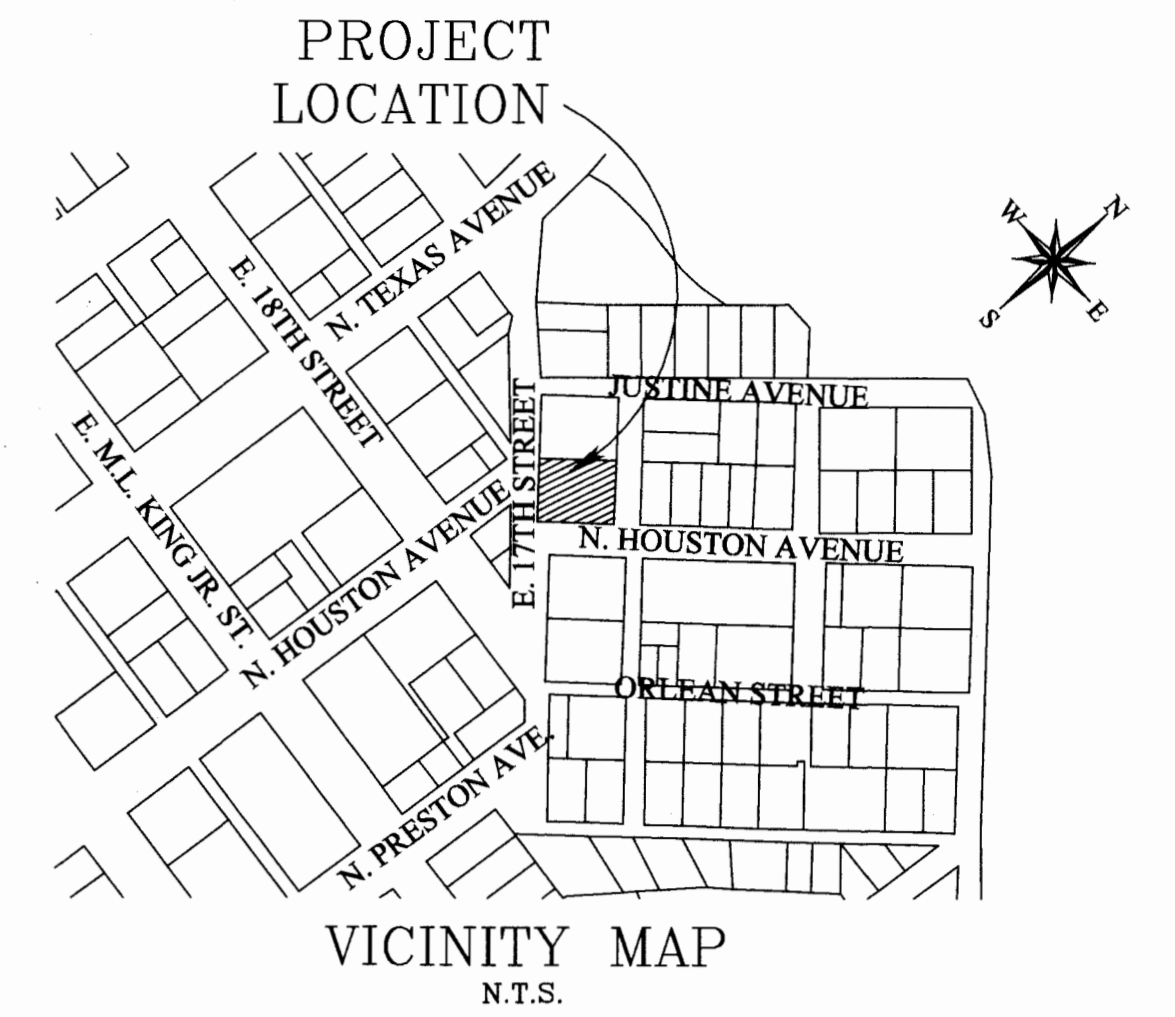 PROJECT
LOCATION
N. TEXAS AVENUE
E. 18TH STREET
W
N
S
E
JUSTINE AVENUE
E. 17TH STREET
E. M.L. KING JR. ST.
N. HOUSTON AVENUE
N. HOUSTON AVENUE
ORLEAN STREET
N. PRESTON AVE.
VICINITY MAP
N.T.S.